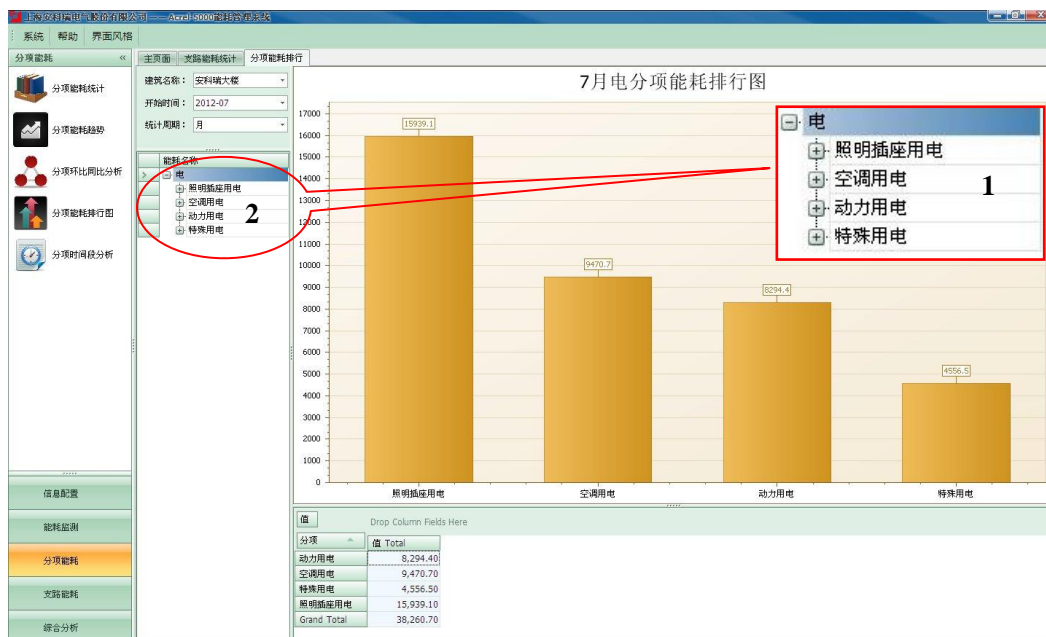 上海安科瑞电气股份有限公司 —— Acrel-5000能耗管理系统
系统 帮助 界面风格
分项能耗 «
主页面 支路能耗统计 分项能耗排行
分项能耗统计
分项能耗趋势
分项环比同比分析
分项能耗排行图
分项时间段分析
信息配置
能耗监测
分项能耗
支路能耗
综合分析
建筑名称： 安科瑞大楼
开始时间： 2012-07
统计周期： 月
能耗名称
电
照明插座用电
空调用电
动力用电
特殊用电
2
7月电分项能耗排行图
17000
16000
15000
14000
13000
12000
11000
10000
9000
8000
7000
6000
5000
4000
3000
2000
1000
0
15939.1
9470.7
8294.4
4556.5
照明插座用电 空调用电 动力用电 特殊用电
电
照明插座用电
空调用电
动力用电
特殊用电
1
值 Drop Column Fields Here
分项 值 Total
动力用电 8,294.40
空调用电 9,470.70
特殊用电 4,556.50
照明插座用电 15,939.10
Grand Total 38,260.70